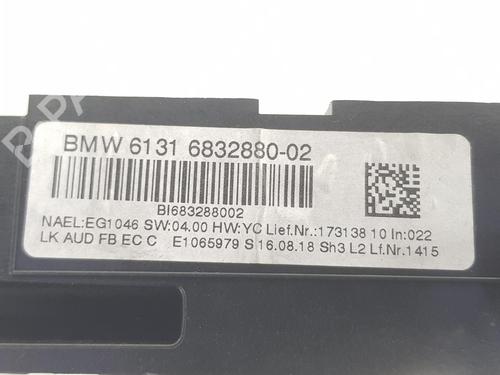 BMW 6131 6832880-02
BI683288002
NAEL:EG1046 SW:04.00 HW:YC Lief.Nr.:173138 10 In:022
LK AUD FB EC C E1065979 S 16.08.18 Sh3 L2 Lf.Nr.1415